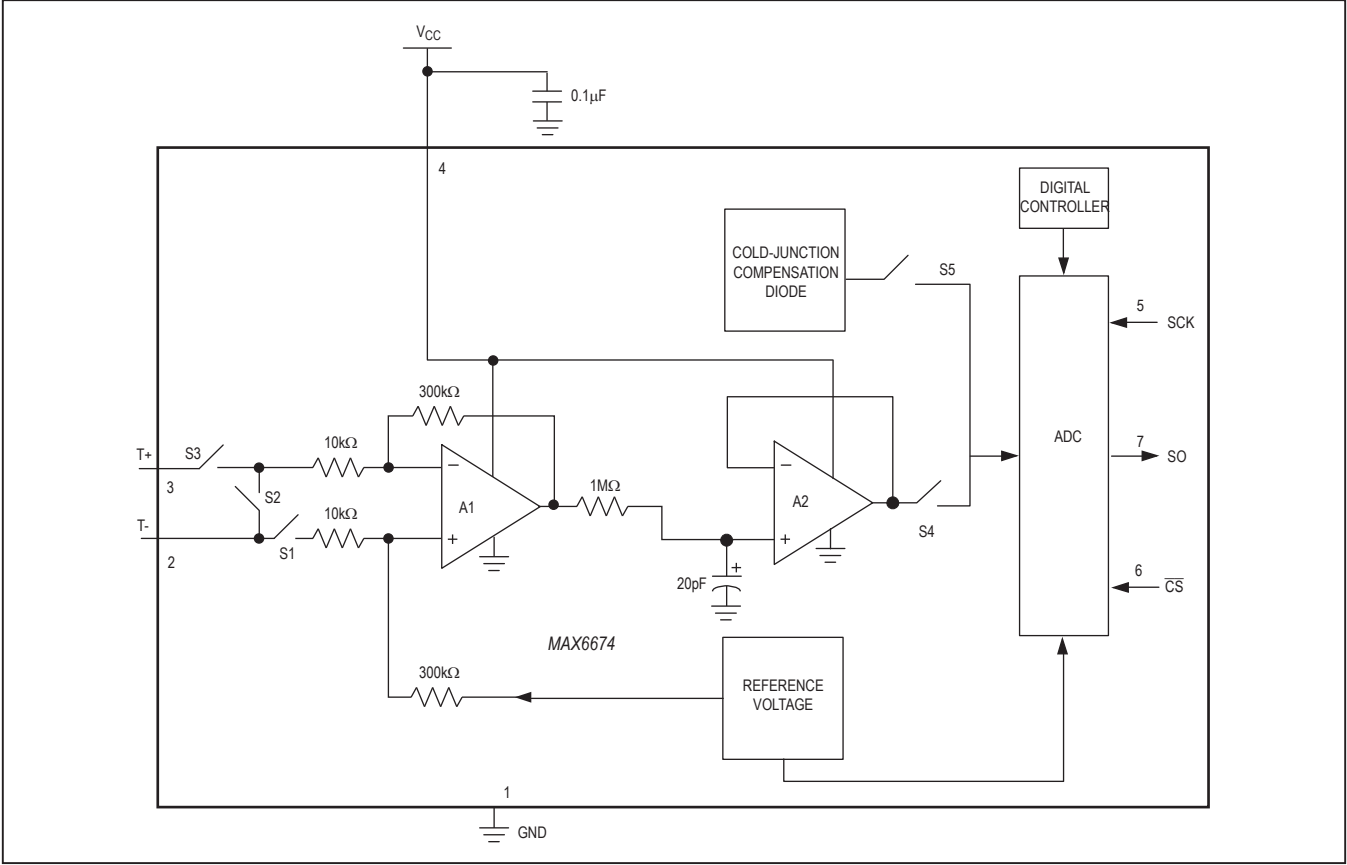 VCC
0.1µF
4
DIGITAL
CONTROLLER
COLD-JUNCTION
COMPENSATION
DIODE
S5
5
SCK
300kΩ
T+
S3
10kΩ
3
S2
−
A1
+
1MΩ
−
A2
+
S4
ADC
7
SO
T-
2
S1
10kΩ
20pF
+
6
CS
MAX6674
300kΩ
REFERENCE
VOLTAGE
1
GND